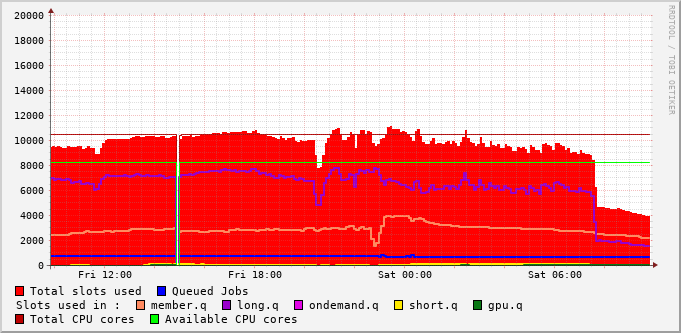 20000
18000
16000
14000
12000
10000
8000
6000
4000
2000
0
Fri 12:00 Fri 18:00 Sat 00:00 Sat 06:00
RRDTOOL / TOBI OETIKER
Total slots used Queued Jobs
Slots used in : member.q long.q ondemand.q short.q gpu.q
Total CPU cores Available CPU cores